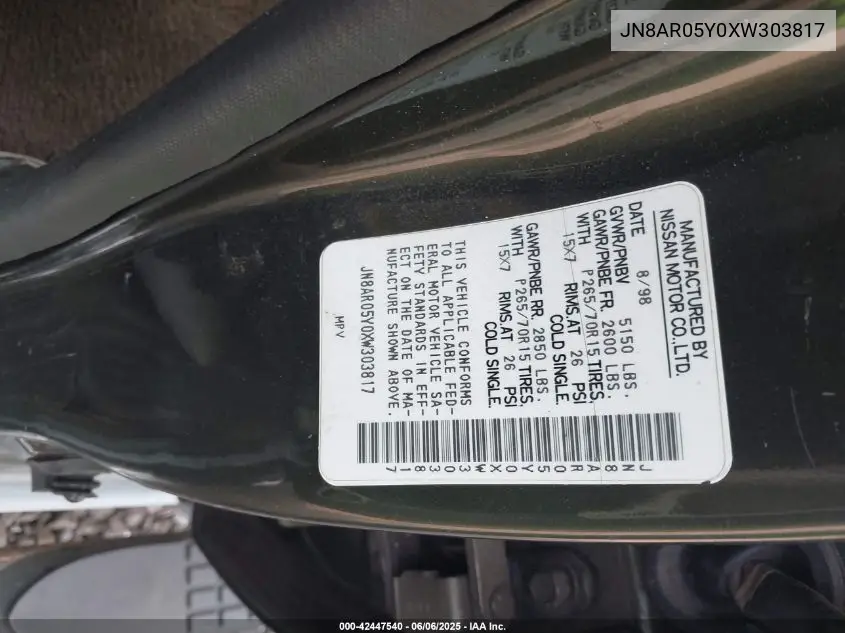 JN8AR05Y0XW303817
MANUFACTURED BY
NISSAN MOTOR CO.,LTD.
DATE 8/98
GVWR/PNBV 5150 LBS.
GAWR/PNBE FR. 2600 LBS.
WITH P265/70R15 TIRES,
15X7 RIMS,AT 26 PSI
COLD SINGLE.
GAWR/PNBE RR. 2850 LBS.
WITH P265/70R15 TIRES,
15X7 RIMS,AT 26 PSI
COLD SINGLE.
THIS VEHICLE CONFORMS
TO ALL APPLICABLE FED-
ERAL MOTOR VEHICLE SA-
FETY STANDARDS IN EFF-
ECT ON THE DATE OF MA-
NUFACTURE SHOWN ABOVE.
JN8AR05Y0XW303817
MPV
JN8AR05Y0XW303817
000-42447540 - 06/06/2025 - IAA Inc.